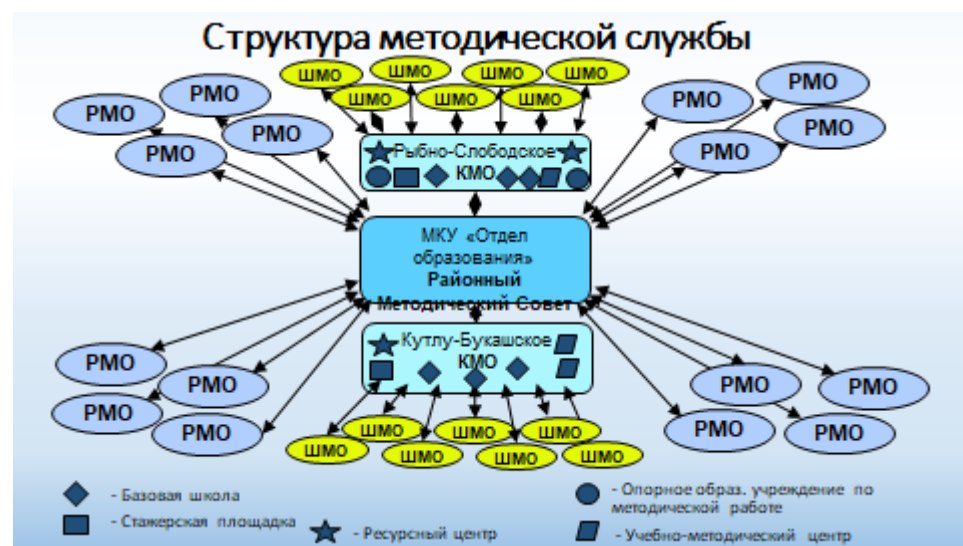 Структура методической службы
ШМО ШМО ШМО ШМО
ШМО ШМО ШМО
РМО РМО
РМО РМО
РМО РМО
РМО РМО
Рыбно-Слободское
КМО
МКУ «Отдел
образования»
Районный
Методический Совет
Кутлу-Букашское
КМО
РМО РМО
РМО РМО
РМО РМО
РМО РМО
ШМО ШМО ШМО
ШМО ШМО ШМО ШМО
- Базовая школа
- Стажерская площадка
- Ресурсный центр
- Опорное образ. учреждение по
методической работе
- Учебно-методический центр